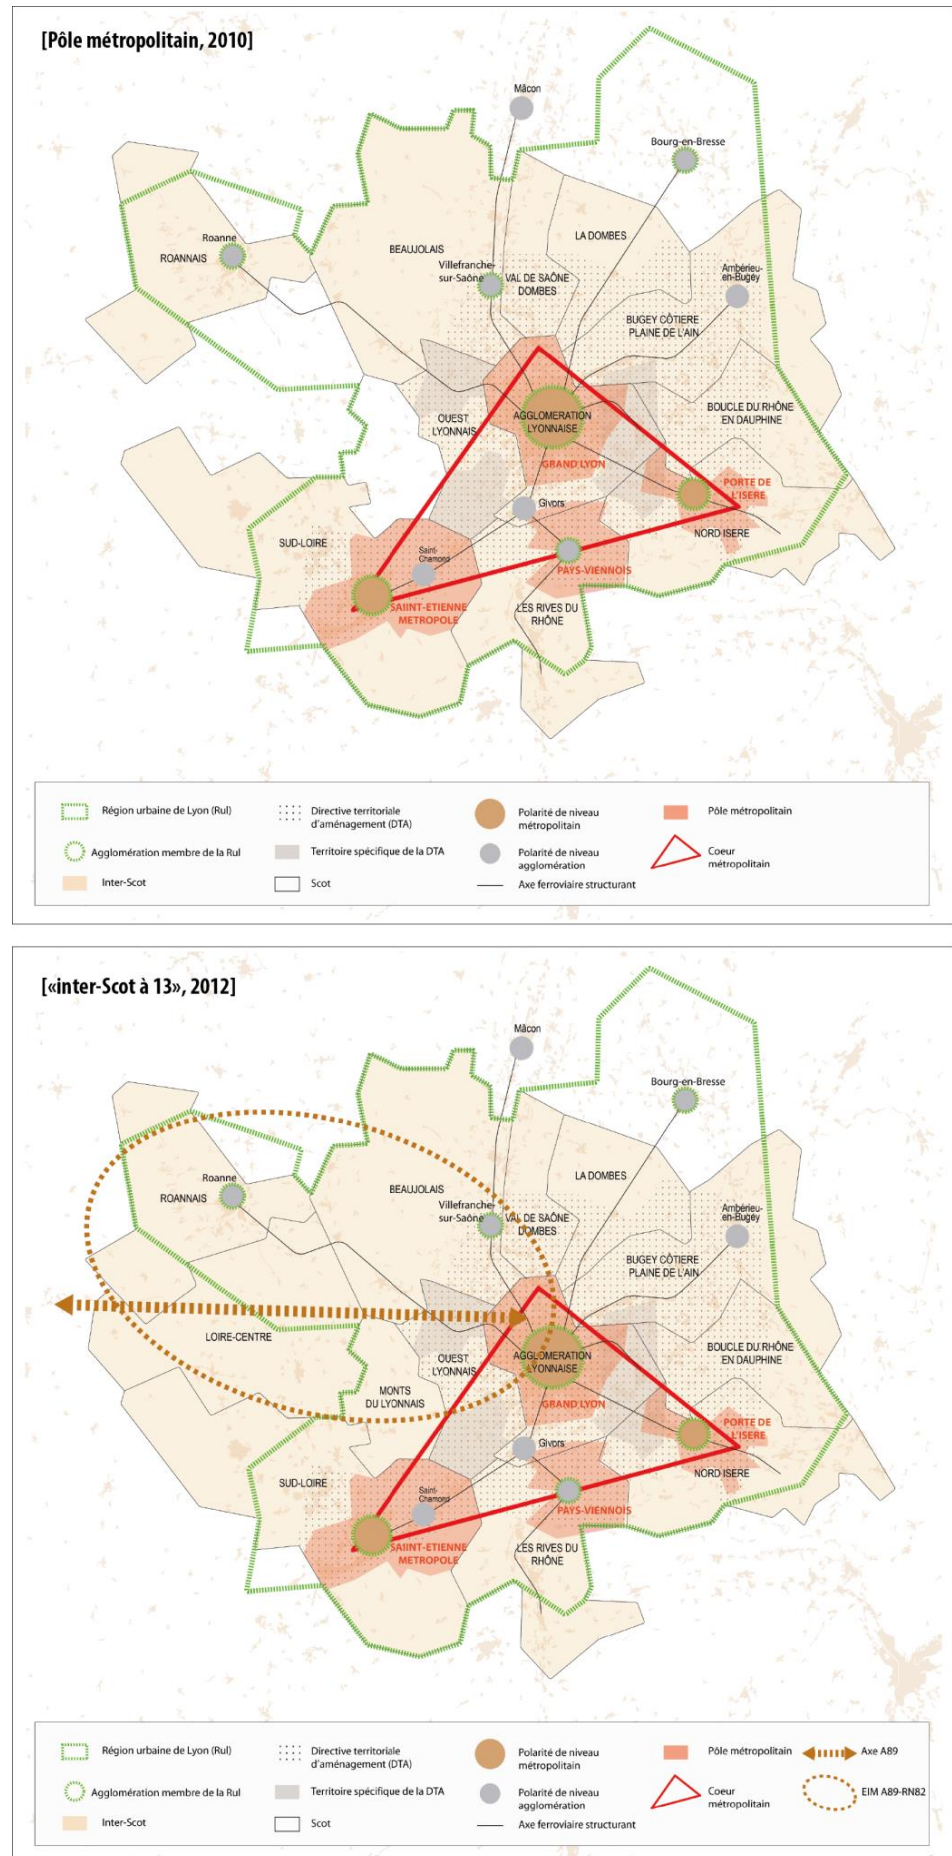 [Pôle métropolitain, 2010]
Mâcon
Bourg-en-Bresse
Roanne
ROANNAIS
BEAUJOLAIS
LA DOMBES
Villefranche-
sur-Saône
VAL DE SAÔNE
DOMBES
Ambérieu-
en-Bugey
BUGEY CÔTIERE
PLAINE DE L'AIN
OUEST
LYONNAIS
AGGLOMERATION
LYONNAISE
BOUCLE DU RHÔNE
EN DAUPHINE
GRAND LYON
PORTE DE
L'ISERE
Givors
NORD ISERE
SUD-LOIRE
Saint-
Chamond
PAYS-VIENNOIS
SAIINT-ETIENNE
METROPOLE
LES RIVES DU
RHÔNE
Région urbaine de Lyon (Rul)
Agglomération membre de la Rul
Inter-Scot
Directive territoriale
d'aménagement (DTA)
Territoire spécifique de la DTA
Scot
Polarité de niveau
métropolitain
Polarité de niveau
agglomération
Axe ferroviaire structurant
Pôle métropolitain
Coeur
métropolitain
[«inter-Scot à 13», 2012]
Mâcon
Bourg-en-Bresse
Roanne
ROANNAIS
BEAUJOLAIS
LA DOMBES
Villefranche-
sur-Saône
VAL DE SAÔNE
DOMBES
Ambérieu-
en-Bugey
BUGEY CÔTIERE
PLAINE DE L'AIN
LOIRE-CENTRE
OUEST
LYONNAIS
AGGLOMERATION
LYONNAISE
BOUCLE DU RHÔNE
EN DAUPHINE
MONTS
DU LYONNAIS
GRAND LYON
PORTE DE
L'ISERE
Givors
NORD ISERE
SUD-LOIRE
Saint-
Chamond
PAYS-VIENNOIS
SAIINT-ETIENNE
METROPOLE
LES RIVES DU
RHÔNE
Région urbaine de Lyon (Rul)
Agglomération membre de la Rul
Inter-Scot
Directive territoriale
d'aménagement (DTA)
Territoire spécifique de la DTA
Scot
Polarité de niveau
métropolitain
Polarité de niveau
agglomération
Axe ferroviaire structurant
Pôle métropolitain
Coeur
métropolitain
Axe A89
EIM A89-RN82